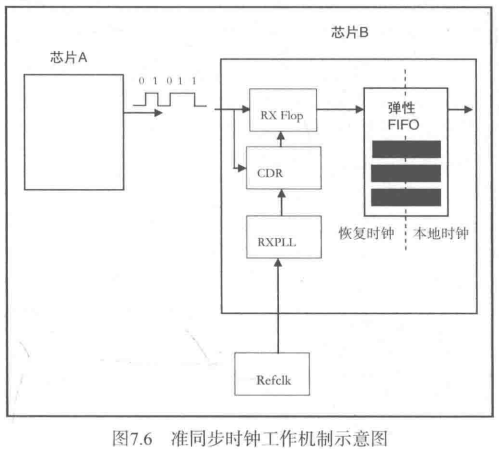 芯片B
芯片A
0 1 0 1 1
RX Flop
弹性
FIFO
CDR
恢复时钟
本地时钟
RXPLL
Refclk
图7.6 准同步时钟工作机制示意图